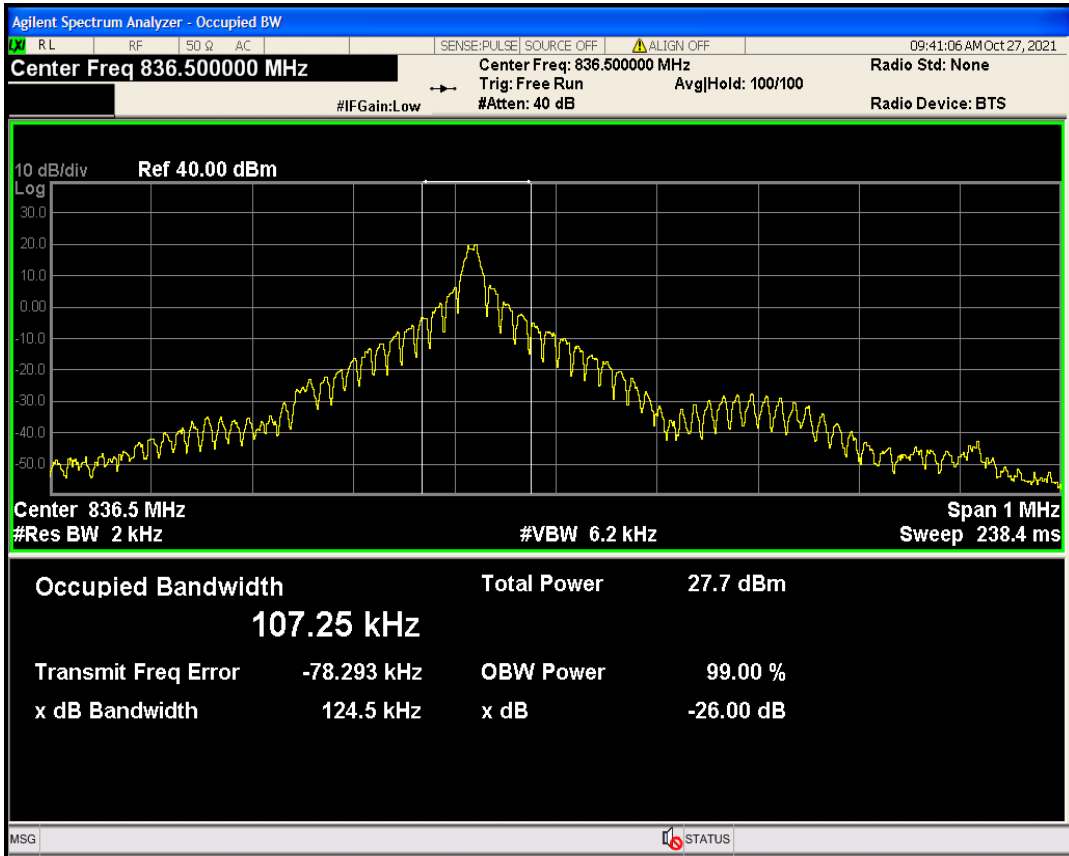 Agilent Spectrum Analyzer - Occupied BW
LXI RL RF 50 Ω AC SENSE:PULSE SOURCE OFF ALIGN OFF 09:41:06 AM Oct 27, 2021
Center Freq 836.500000 MHz Center Freq: 836.500000 MHz Radio Std: None
Trig: Free Run Avg|Hold: 100/100
#IFGain:Low #Atten: 40 dB Radio Device: BTS
10 dB/div Ref 40.00 dBm
Log
30.0
20.0
10.0
0.00
-10.0
-20.0
-30.0
-40.0
-50.0
Center 836.5 MHz Span 1 MHz
#Res BW 2 kHz #VBW 6.2 kHz Sweep 238.4 ms
Occupied Bandwidth Total Power 27.7 dBm
107.25 kHz
Transmit Freq Error -78.293 kHz OBW Power 99.00 %
x dB Bandwidth 124.5 kHz x dB -26.00 dB
MSG STATUS